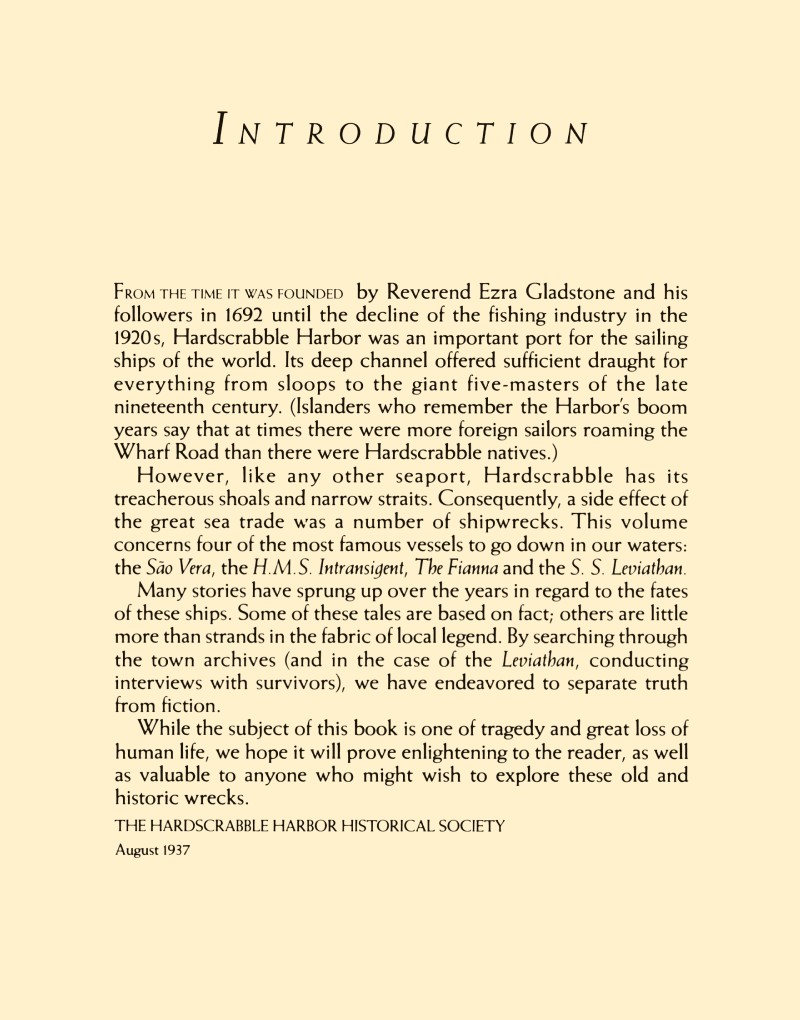 INTRODUCTION
FROM THE TIME IT WAS FOUNDED by Reverend Ezra Gladstone and his
followers in 1692 until the decline of the fishing industry in the
1920s, Hardscrabble Harbor was an important port for the sailing
ships of the world. Its deep channel offered sufficient draught for
everything from sloops to the giant five-masters of the late
nineteenth century. (Islanders who remember the Harbor's boom
years say that at times there were more foreign sailors roaming the
Wharf Road than there were Hardscrabble natives.)
However, like any other seaport, Hardscrabble has its
treacherous shoals and narrow straits. Consequently, a side effect of
the great sea trade was a number of shipwrecks. This volume
concerns four of the most famous vessels to go down in our waters:
the São Vera, the H.M.S. Intransigent, The Fianna and the S. S. Leviathan.
Many stories have sprung up over the years in regard to the fates
of these ships. Some of these tales are based on fact; others are little
more than strands in the fabric of local legend. By searching through
the town archives (and in the case of the Leviathan, conducting
interviews with survivors), we have endeavored to separate truth
from fiction.
While the subject of this book is one of tragedy and great loss of
human life, we hope it will prove enlightening to the reader, as well
as valuable to anyone who might wish to explore these old and
historic wrecks.
THE HARDSCRABBLE HARBOR HISTORICAL SOCIETY
August 1937